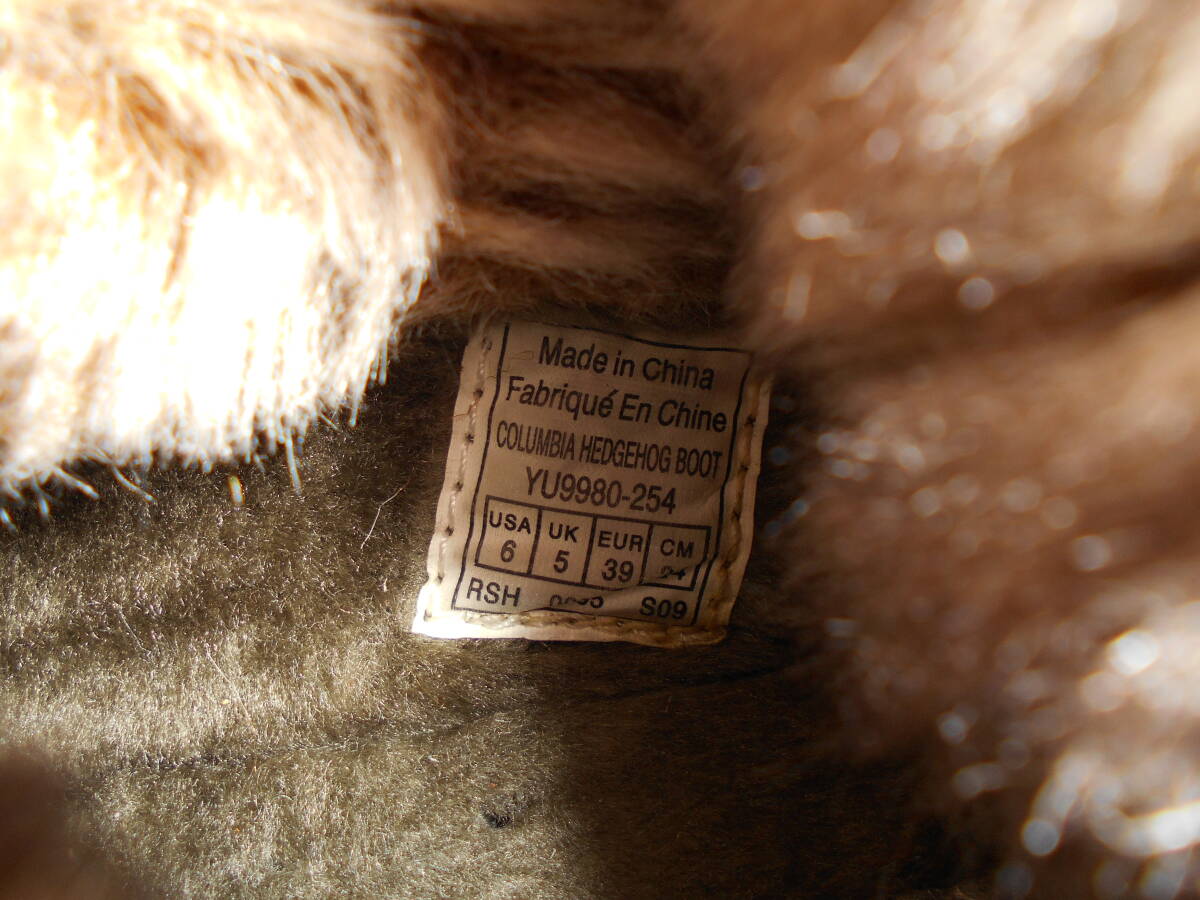 Made in China
Fabriqué En Chine
COLUMBIA HEDGEHOG BOOT
YU9980-254
USA UK EUR CM
6 5 39
RSH S09